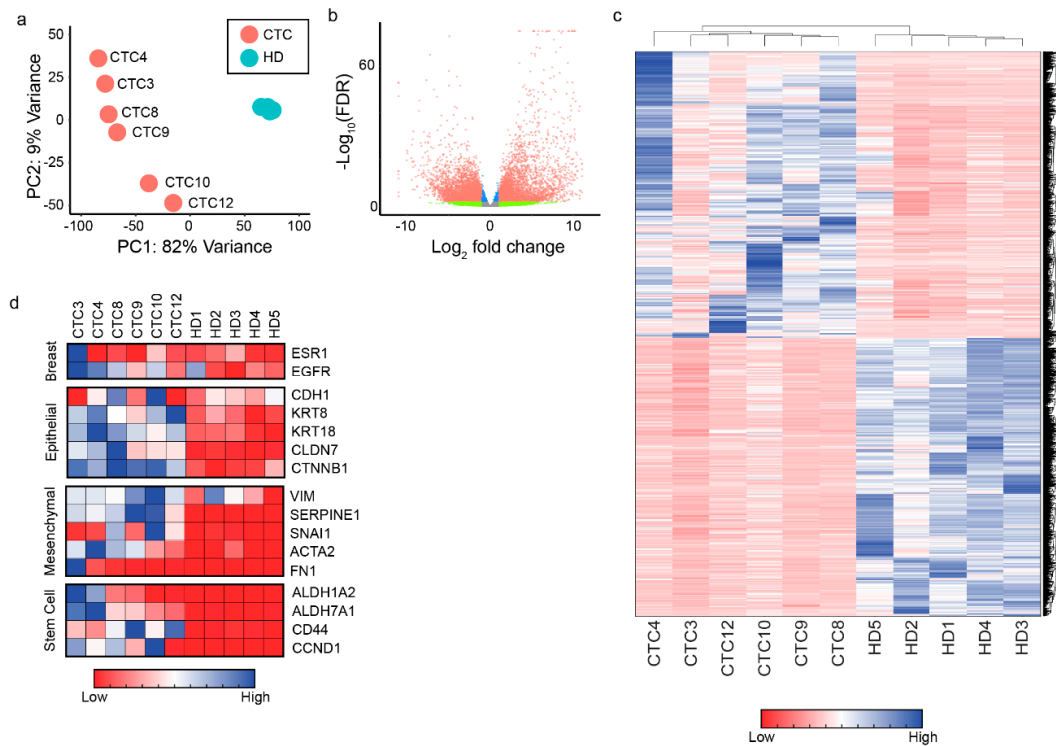 a
CTC
HD
50
25
0
-25
-50
CTC4
CTC3
CTC8
CTC9
CTC10
CTC12
-100
-50
0
50
100
PC2: 9% Variance
PC1: 82% Variance
b
60
30
0
-Log10(FDR)
-10
0
10
Log2 fold change
c
CTC4
CTC3
CTC12
CTC10
CTC9
CTC8
HD5
HD2
HD1
HD4
HD3
Low
High
d
CTC3
CTC4
CTC8
CTC9
CTC10
CTC12
HD1
HD2
HD3
HD4
HD5
Breast
ESR1
EGFR
Epithelial
CDH1
KRT8
KRT18
CLDN7
CTNNB1
Mesenchymal
VIM
SERPINE1
SNAI1
ACTA2
FN1
Stem Cell
ALDH1A2
ALDH7A1
CD44
CCND1
Low
High